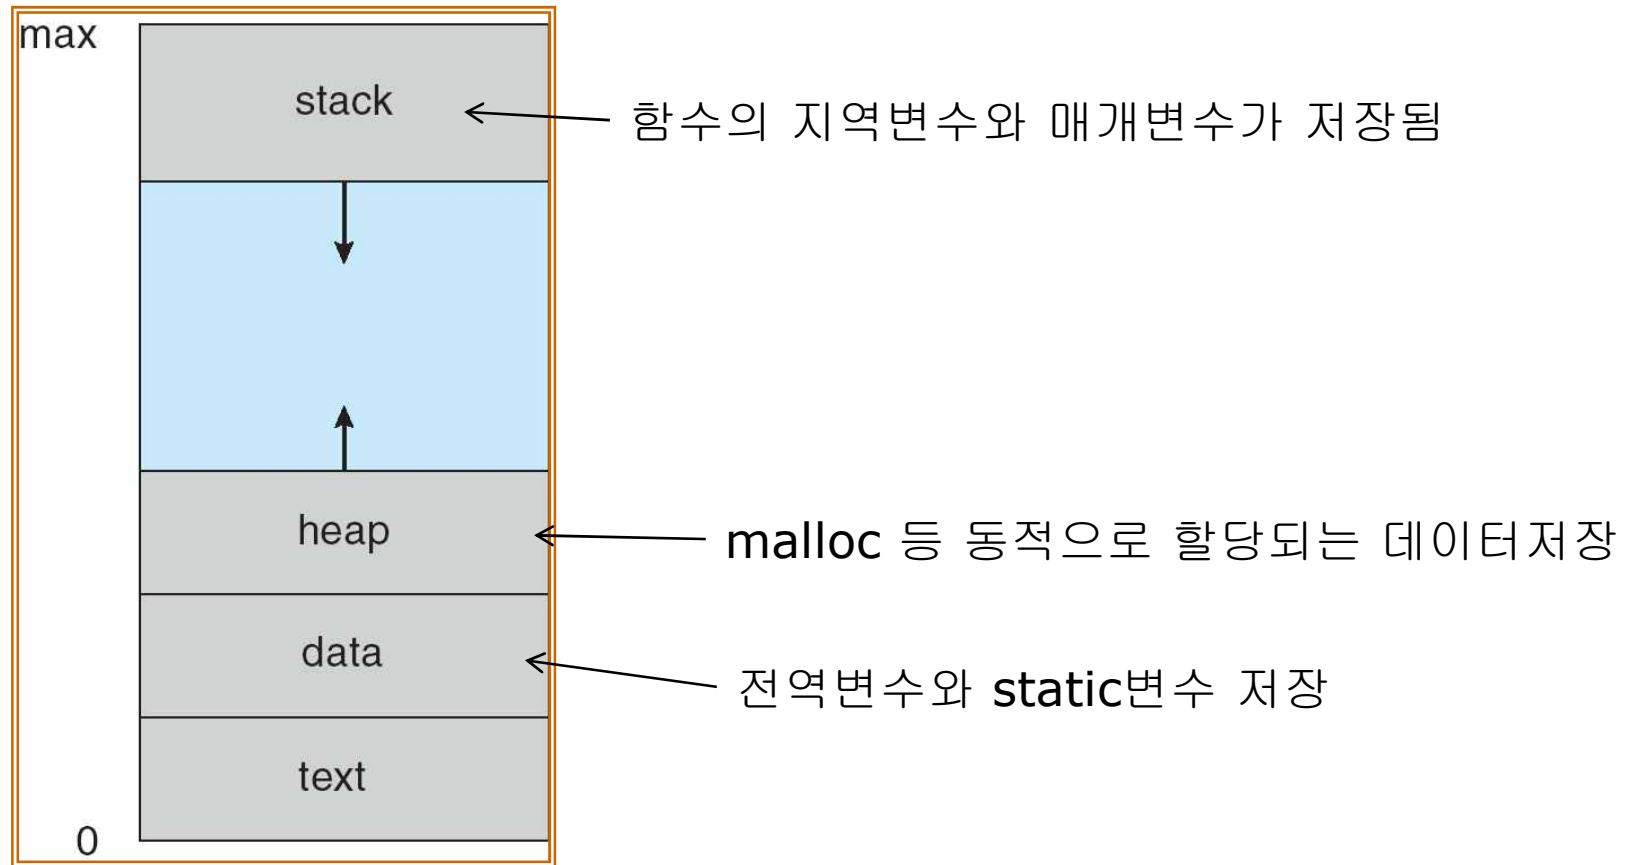 max
stack
함수의 지역변수와 매개변수가 저장됨
heap
malloc 등 동적으로 할당되는 데이터저장
data
전역변수와 static변수 저장
text
0